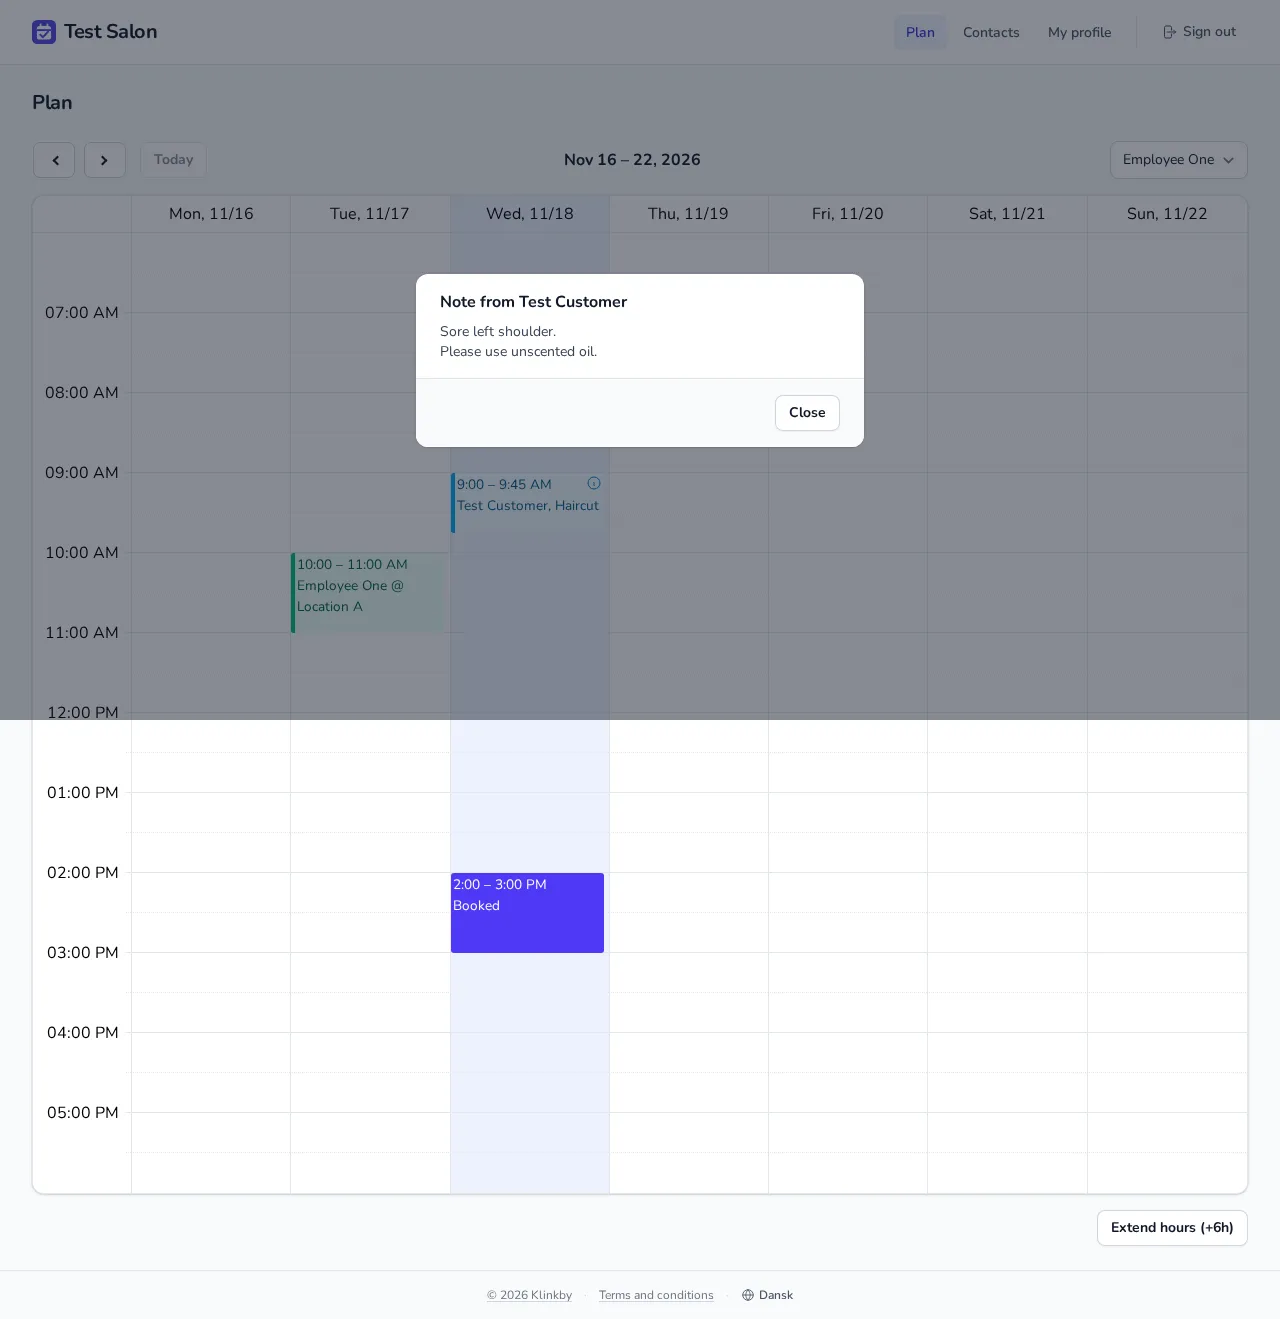 Test Salon
Plan
Contacts
My profile
Sign out
Plan
Today
Nov 16 – 22, 2026
Employee One
Mon, 11/16
Tue, 11/17
Wed, 11/18
Thu, 11/19
Fri, 11/20
Sat, 11/21
Sun, 11/22
Note from Test Customer
Sore left shoulder.
Please use unscented oil.
Close
07:00 AM
08:00 AM
09:00 AM
9:00 – 9:45 AM
Test Customer, Haircut
10:00 AM
10:00 – 11:00 AM
Employee One @
Location A
11:00 AM
12:00 PM
01:00 PM
02:00 PM
2:00 – 3:00 PM
Booked
03:00 PM
04:00 PM
05:00 PM
Extend hours (+6h)
© 2026 Klinkby · Terms and conditions · Dansk